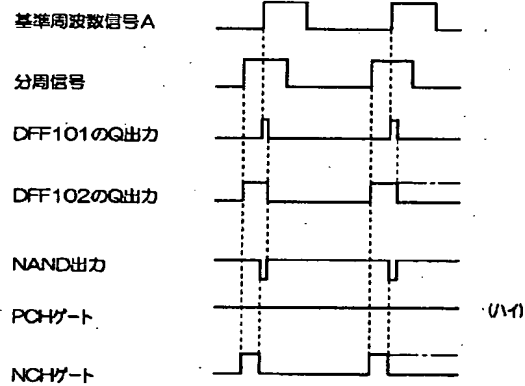 基準周波数信号A
分周信号
DFF101のQ出力
DFF102のQ出力
NAND出力
PCHゲート
(ハイ)
NCHゲート